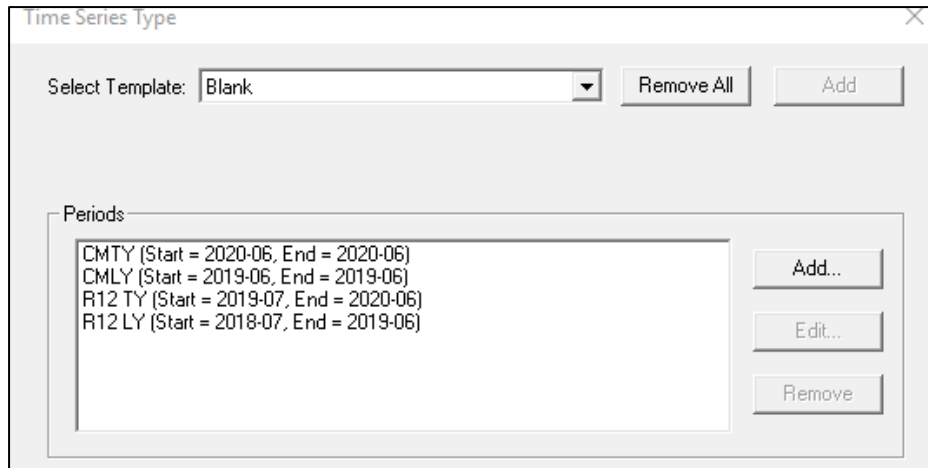 Time Series Type
Select Template: Blank Remove All Add
Periods
CMTY (Start = 2020-06, End = 2020-06)
CMLY (Start = 2019-06, End = 2019-06)
R12 TY (Start = 2019-07, End = 2020-06)
R12 LY (Start = 2018-07, End = 2019-06)
Add...
Edit...
Remove